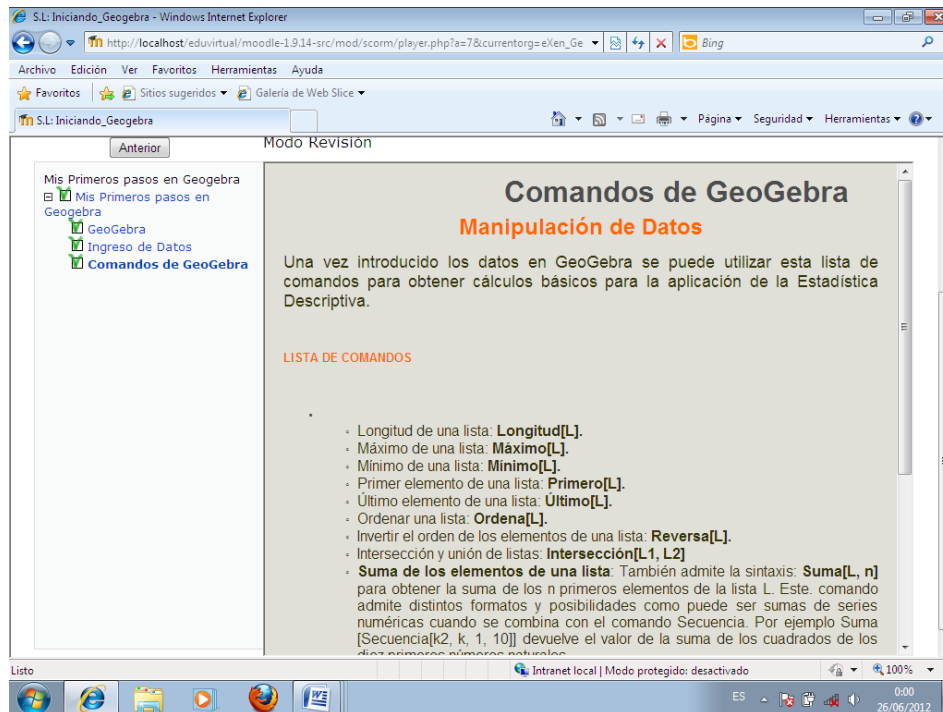 S.L: Iniciando_Geogebra - Windows Internet Explorer
http://localhost/eduvirtual/moodle-1.9.14-src/mod/scorm/player.php?a=7&currentorg=eXen_Ge
Bing
Archivo Edición Ver Favoritos Herramientas Ayuda
Favoritos Sitios sugeridos Galería de Web Slice
S.L: Iniciando_Geogebra
Página Seguridad Herramientas
Anterior
Modo Revisión
Mis Primeros pasos en Geogebra
Mis Primeros pasos en
Geogebra
GeoGebra
Ingreso de Datos
Comandos de GeoGebra
Comandos de GeoGebra
Manipulación de Datos
Una vez introducido los datos en GeoGebra se puede utilizar esta lista de
comandos para obtener cálculos básicos para la aplicación de la Estadística
Descriptiva.
LISTA DE COMANDOS
Longitud de una lista: Longitud[L].
Máximo de una lista: Máximo[L].
Mínimo de una lista: Mínimo[L].
Primer elemento de una lista: Primero[L].
Último elemento de una lista: Último[L].
Ordenar una lista: Ordena[L].
Invertir el orden de los elementos de una lista: Reversa[L].
Intersección y unión de listas: Intersección[L1, L2]
Suma de los elementos de una lista: También admite la sintaxis: Suma[L, n]
para obtener la suma de los n primeros elementos de la lista L. Este. comando
admite distintos formatos y posibilidades como puede ser sumas de series
numéricas cuando se combina con el comando Secuencia. Por ejemplo Suma
[Secuencia[k2, k, 1, 10]] devuelve el valor de la suma de los cuadrados de los
diez primeros números naturales
Listo
Intranet local | Modo protegido: desactivado
100%
ES
0:00
26/06/2012